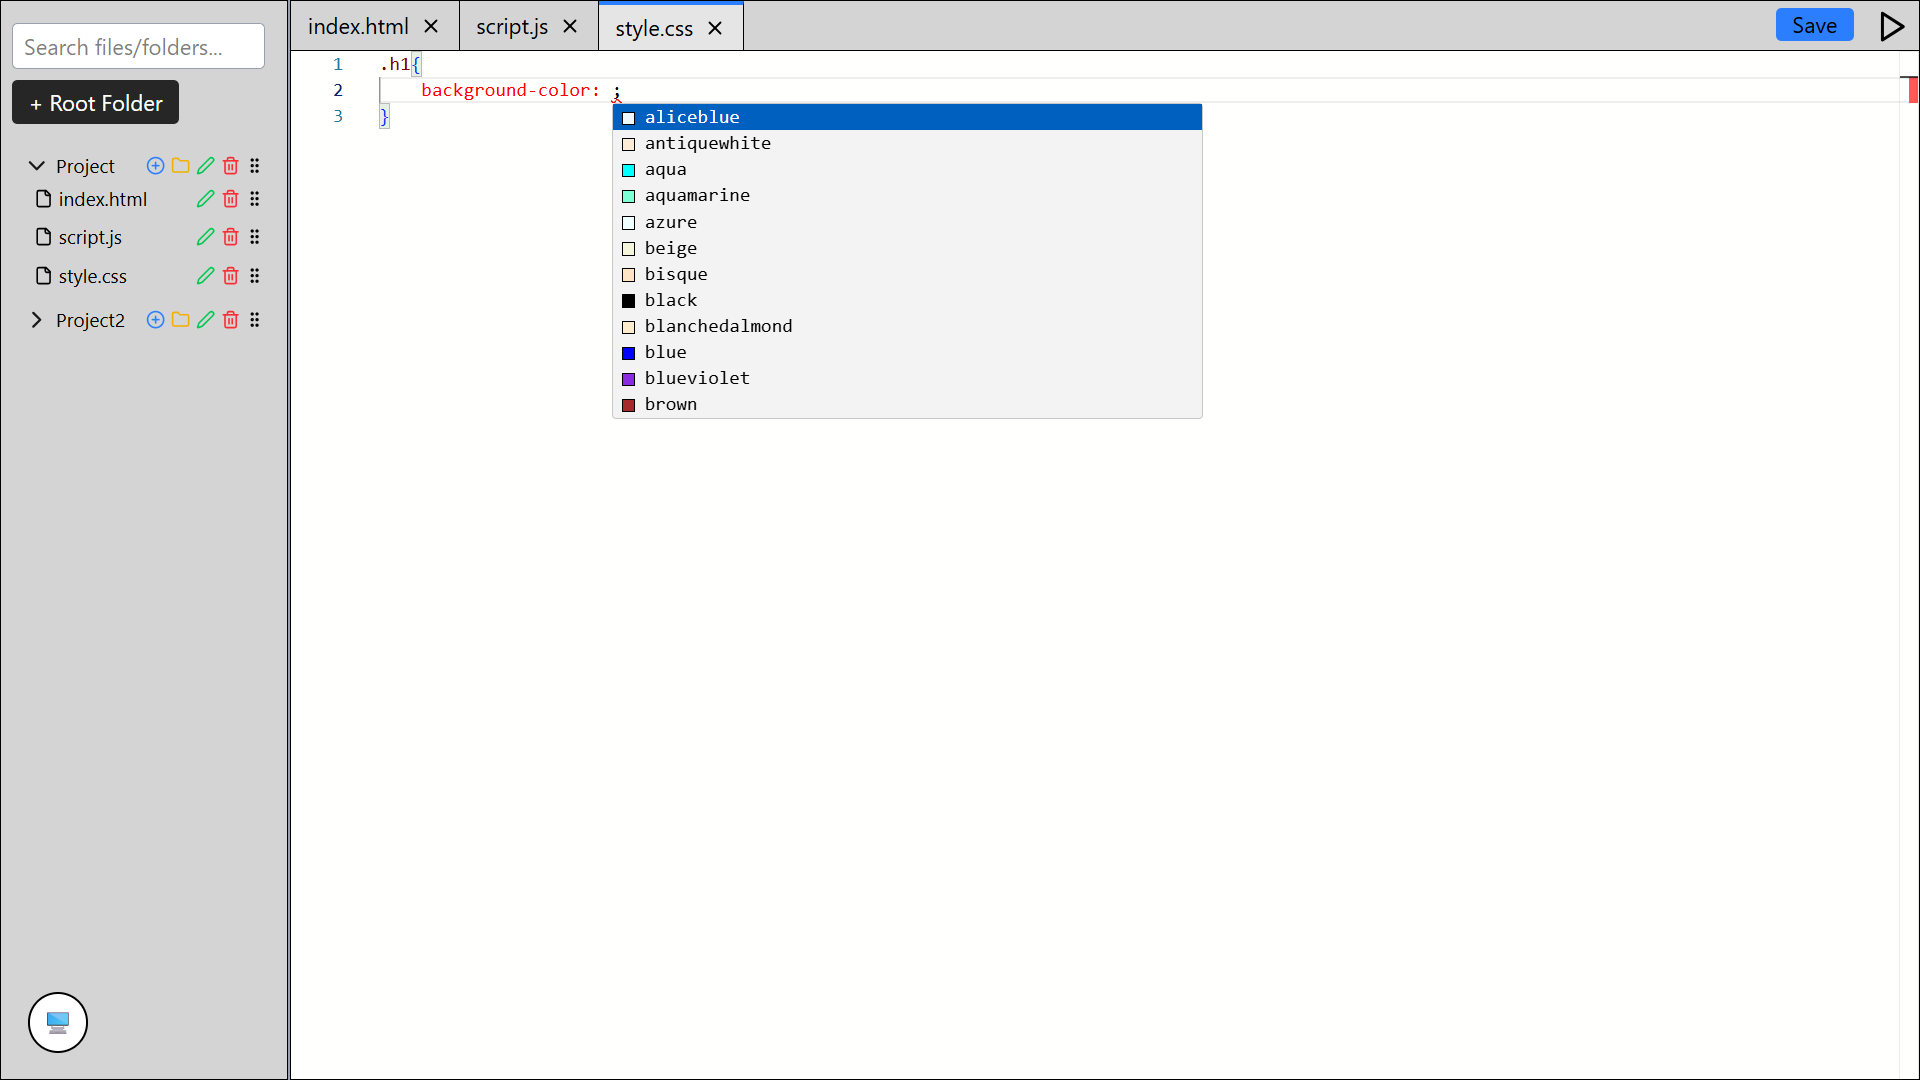 Search files/folders...
+ Root Folder
Project
index.html
script.js
style.css
Project2
index.html
script.js
style.css
Save
1 .h1{
2 background-color: ;
3 }
aliceblue
antiquewhite
aqua
aquamarine
azure
beige
bisque
black
blanchedalmond
blue
blueviolet
brown